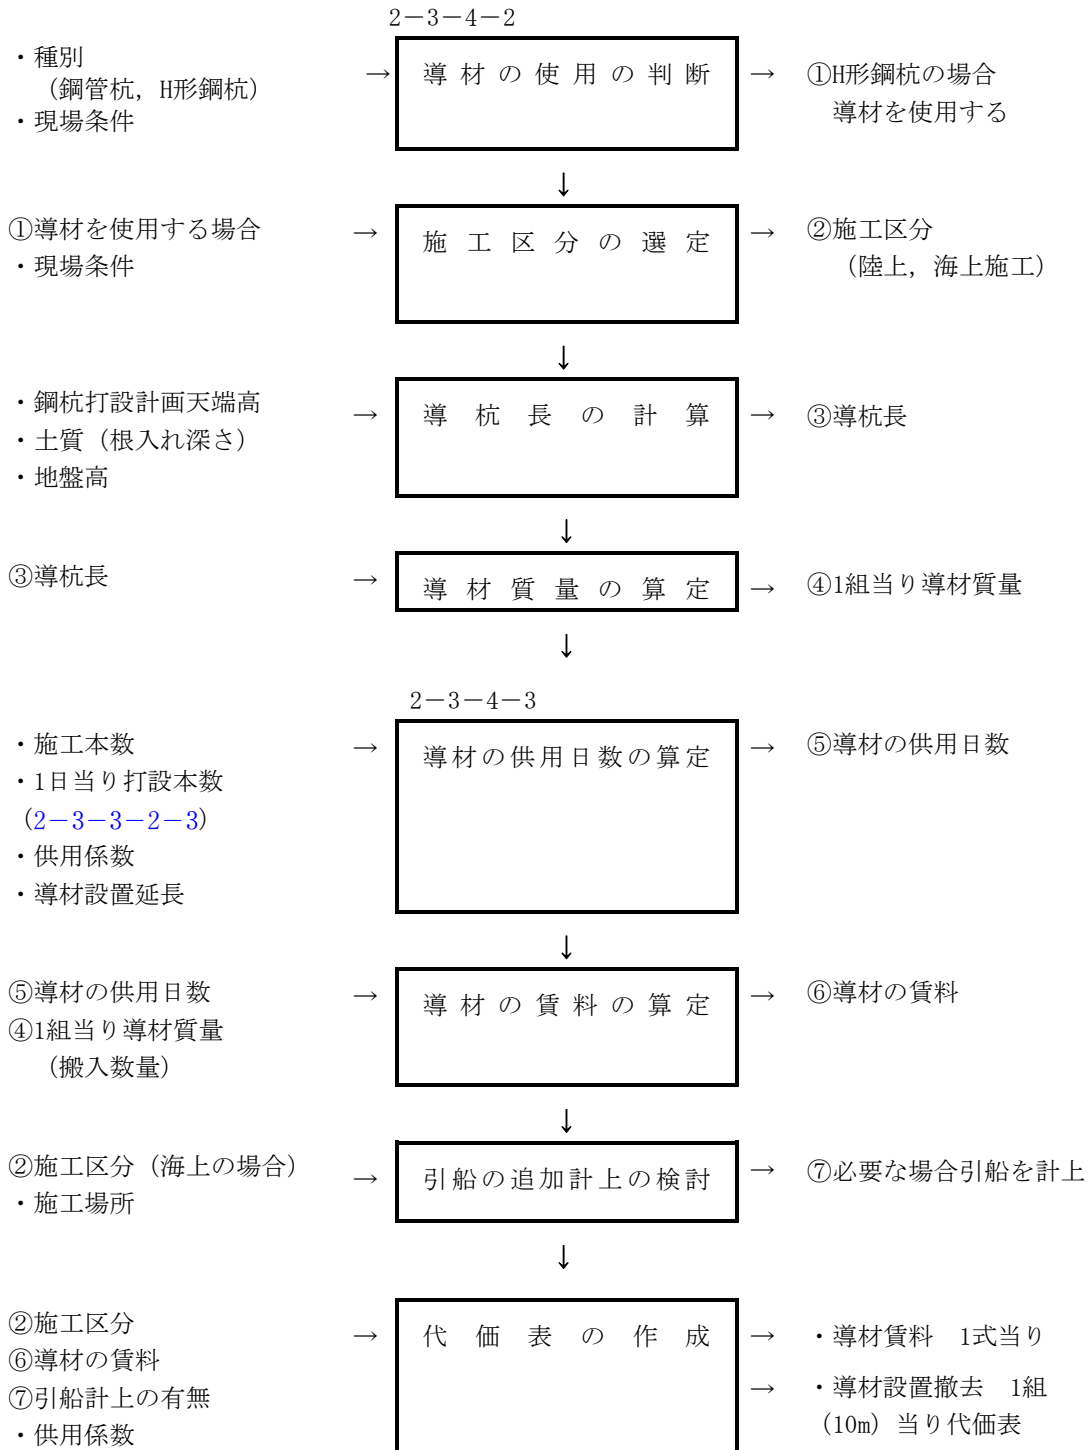 2-3-4-2
・種別
(鋼管杭, H形鋼杭)
・現場条件
→
導材の使用の判断
→
①H形鋼杭の場合
導材を使用する
↓
①導材を使用する場合
・現場条件
→
施工区分の選定
→
②施工区分
(陸上, 海上施工)
↓
・鋼杭打設計画天端高
・土質 (根入れ深さ)
・地盤高
→
導杭長の計算
→
③導杭長
↓
③導杭長
→
導材質量の算定
→
④1組当り導材質量
↓
2-3-4-3
・施工本数
・1日当り打設本数
(2-3-3-2-3)
・供用係数
・導材設置延長
→
導材の供用日数の算定
→
⑤導材の供用日数
↓
⑤導材の供用日数
④1組当り導材質量
(搬入数量)
→
導材の賃料の算定
→
⑥導材の賃料
↓
②施工区分 (海上の場合)
・施工場所
→
引船の追加計上の検討
→
⑦必要な場合引船を計上
↓
②施工区分
⑥導材の賃料
⑦引船計上の有無
・供用係数
→
代価表の作成
→
・導材賃料 1式当り
→
・導材設置撤去 1組
(10m) 当り代価表